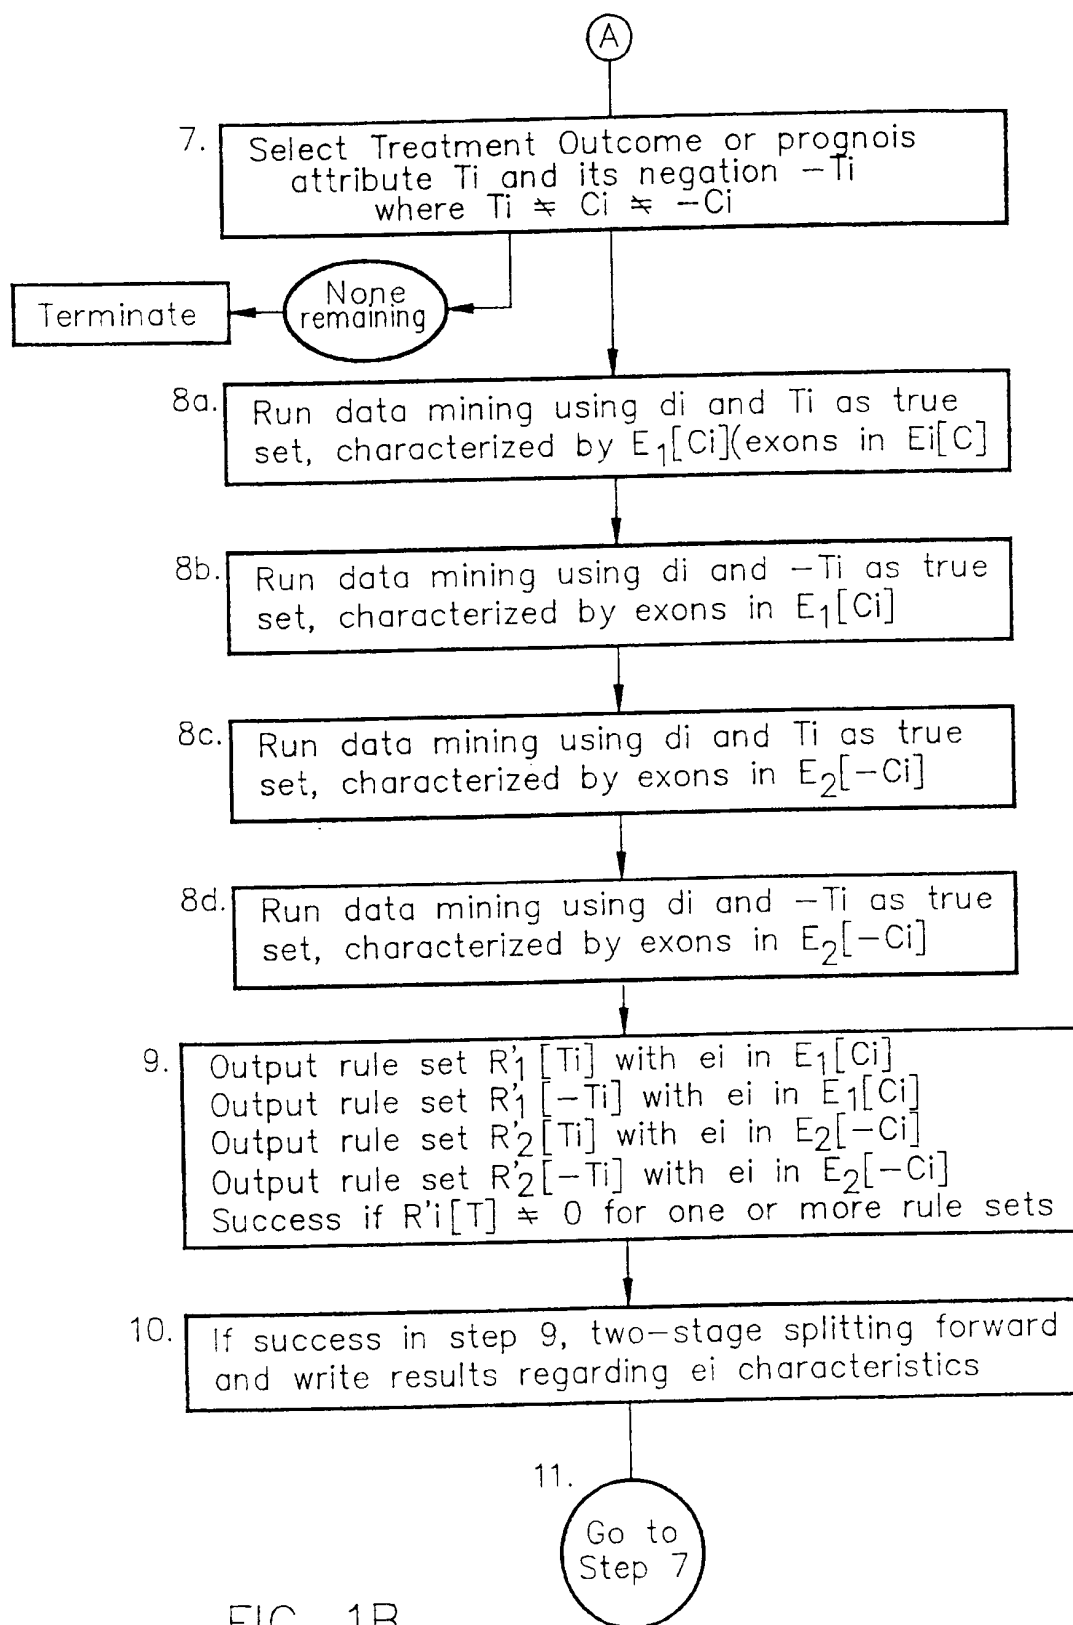 A
7.
Select Treatment Outcome or prognois
attribute Ti and its negation –Ti
where Ti ≠ Ci ≠ –Ci
None
remaining
Terminate
8a.
Run data mining using di and Ti as true
set, characterized by E₁[Ci](exons in Ei[C]
8b.
Run data mining using di and –Ti as true
set, characterized by exons in E₁[Ci]
8c.
Run data mining using di and Ti as true
set, characterized by exons in E₂[–Ci]
8d.
Run data mining using di and –Ti as true
set, characterized by exons in E₂[–Ci]
9.
Output rule set R'₁[Ti] with ei in E₁[Ci]
Output rule set R'₁[–Ti] with ei in E₁[Ci]
Output rule set R'₂[Ti] with ei in E₂[–Ci]
Output rule set R'₂[–Ti] with ei in E₂[–Ci]
Success if R'i[T] ≠ 0 for one or more rule sets
10.
If success in step 9, two–stage splitting forward
and write results regarding ei characteristics
11.
Go to
Step 7
FIG. 1B